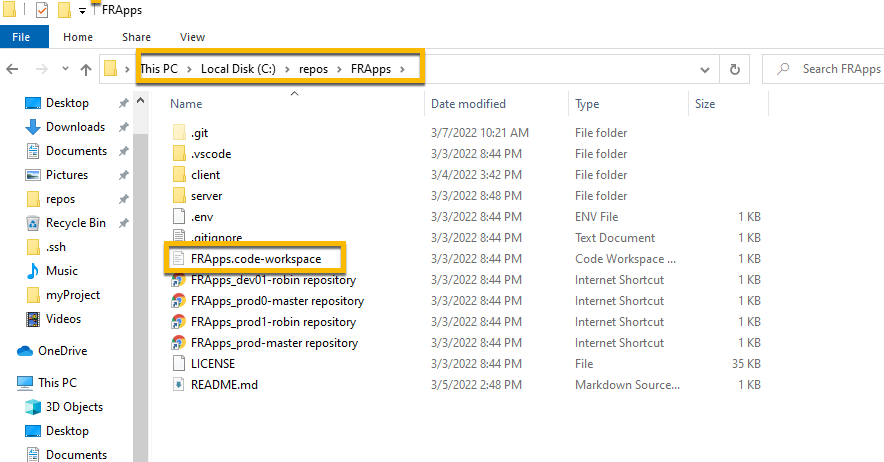 FRApps
File Home Share View
This PC > Local Disk (C:) > repos > FRApps >
Search FRApps
Name Date modified Type Size
Desktop
Downloads
Documents
Pictures
repos
Recycle Bin
.ssh
Music
myProject
Videos
OneDrive
This PC
3D Objects
Desktop
Documents
.git 3/7/2022 10:21 AM File folder
.vscode 3/3/2022 8:44 PM File folder
client 3/4/2022 3:42 PM File folder
server 3/3/2022 8:48 PM File folder
.env 3/3/2022 8:44 PM ENV File 1 KB
.gitignore 3/3/2022 8:44 PM Text Document 1 KB
FRApps.code-workspace 3/3/2022 8:44 PM Code Workspace ... 1 KB
FRApps_dev01-robin repository 3/3/2022 8:44 PM Internet Shortcut 1 KB
FRApps_prod0-master repository 3/3/2022 8:44 PM Internet Shortcut 1 KB
FRApps_prod1-robin repository 3/3/2022 8:44 PM Internet Shortcut 1 KB
FRApps_prod-master repository 3/3/2022 8:44 PM Internet Shortcut 1 KB
LICENSE 3/3/2022 8:44 PM File 35 KB
README.md 3/5/2022 2:48 PM Markdown Source... 1 KB